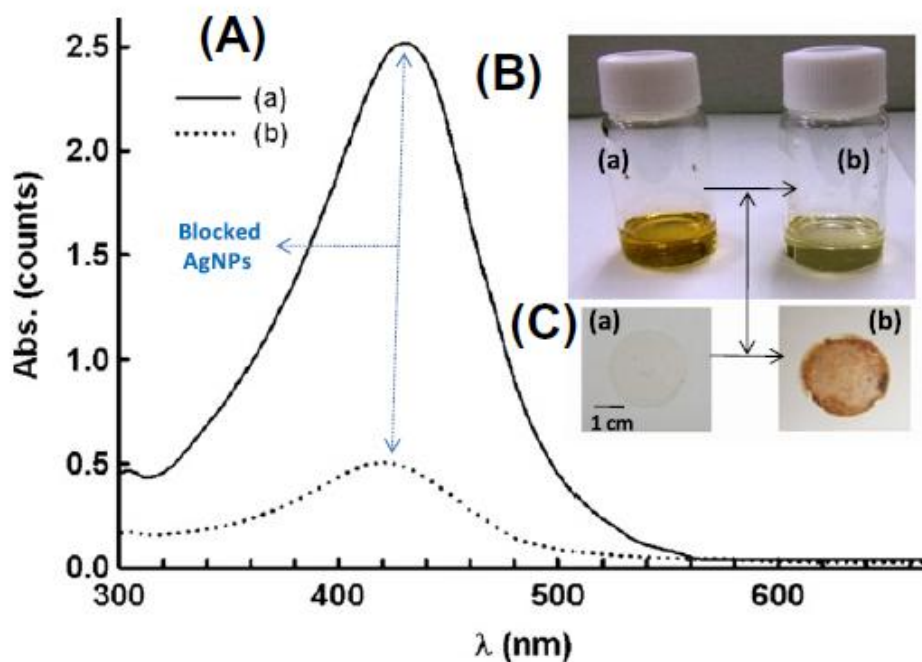 (A)
2.5
(a)
(b)
2.0
Blocked
AgNPs
1.5
1.0
0.5
0.0
Abs. (counts)
300
400
500
600
λ (nm)
(B)
(a)
(b)
(C)
(a)
(b)
1 cm